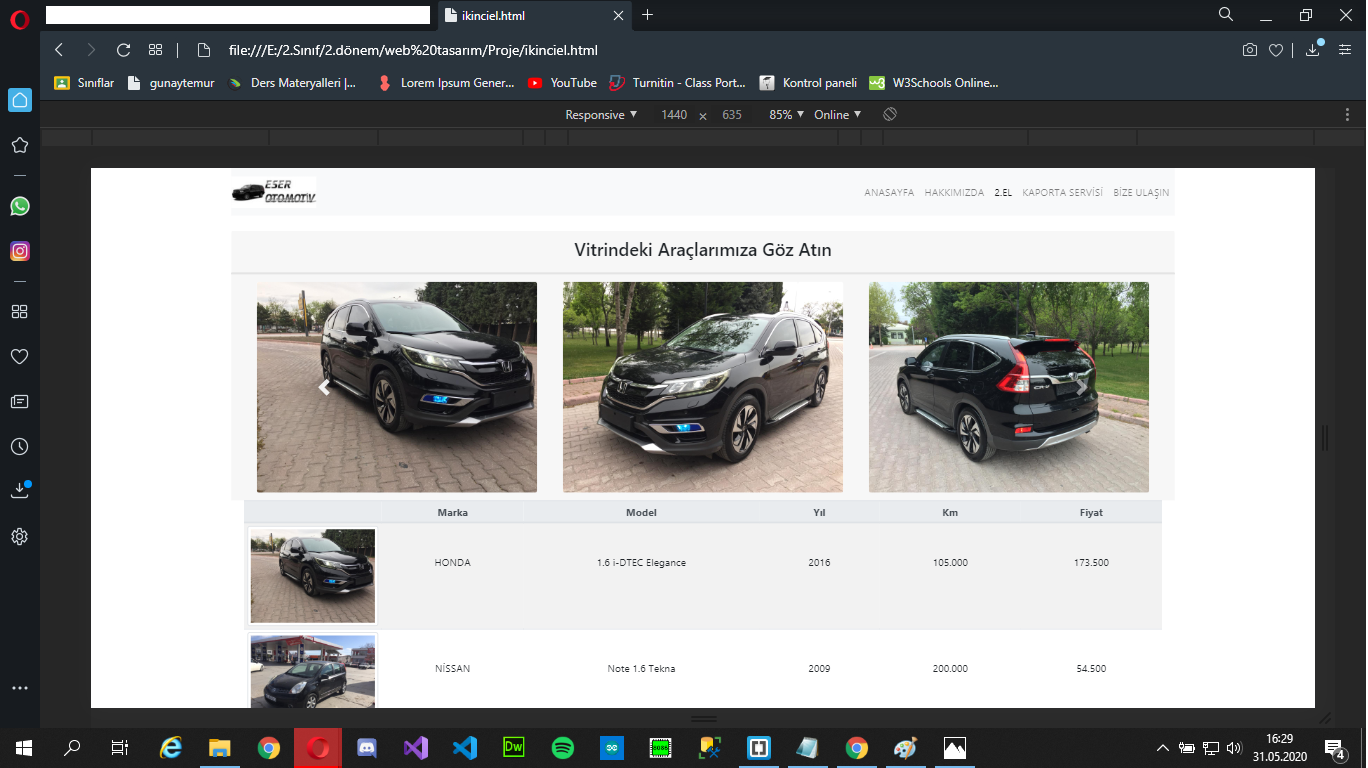 ikinciel.html
file:///E:/2.Sınıf/2.dönem/web%20tasarım/Proje/ikinciel.html
Sınıflar gunaytemur Ders Materyalleri |... Lorem Ipsum Gener... YouTube Turnitin - Class Port... Kontrol paneli W3Schools Online...
Responsive ▼ 1440 × 635 85% ▼ Online ▼
ESER
OTOMOTİV
ANASAYFA HAKKIMIZDA 2.EL KAPORTA SERVİSİ BİZE ULAŞIN
Vitrindeki Araçlarımıza Göz Atın
Marka Model Yıl Km Fiyat
HONDA 1.6 i-DTEC Elegance 2016 105.000 173.500
NİSSAN Note 1.6 Tekna 2009 200.000 54.500
Dw
16:29
31.05.2020
4